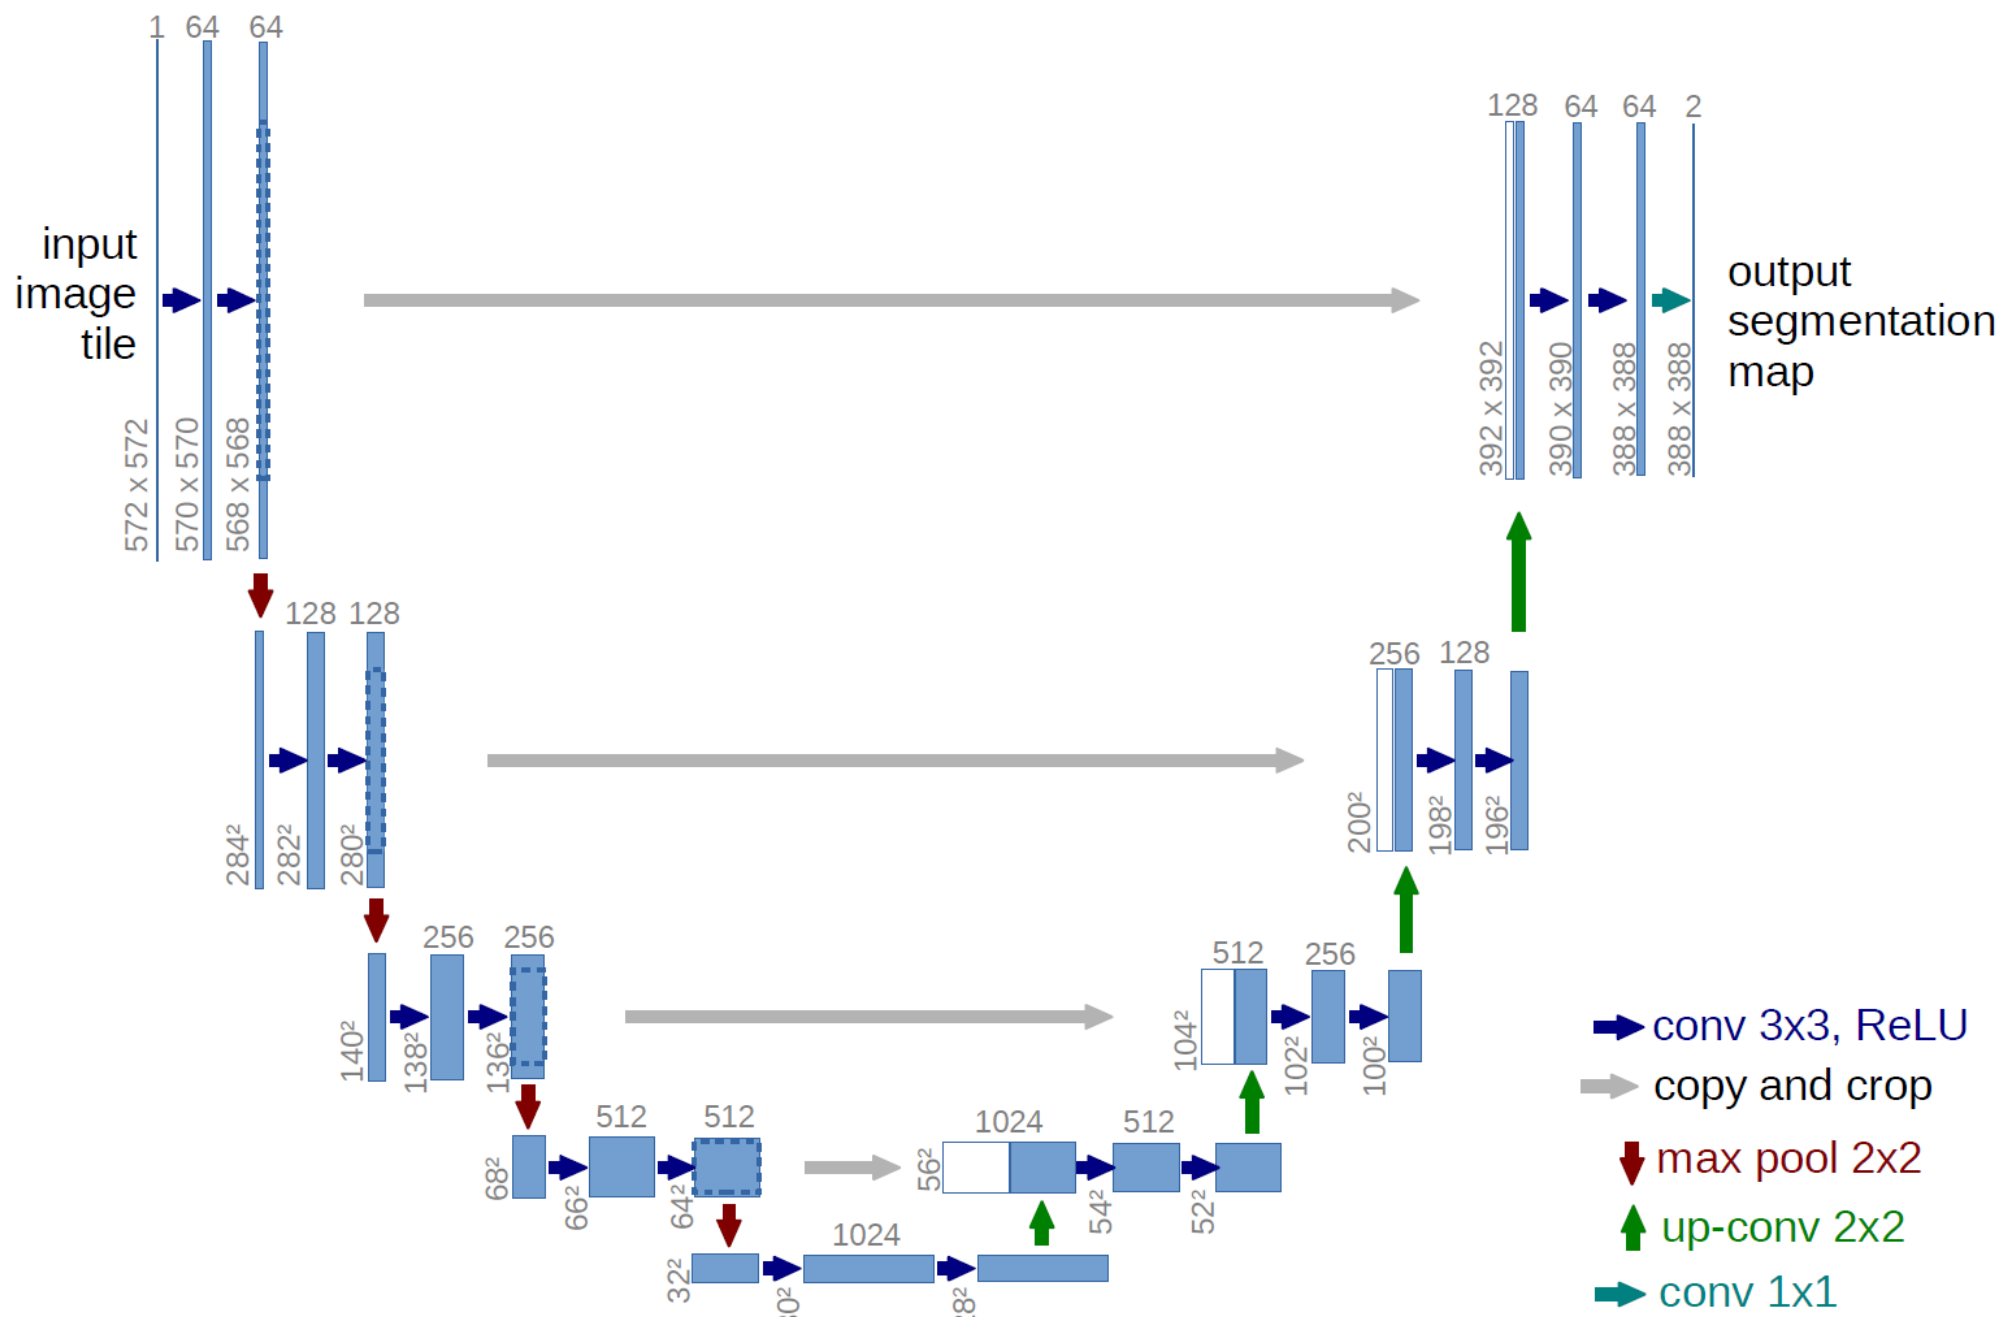 1 64 64
128 64 64 2
input
image
tile
output
segmentation
map
572 x 572
570 x 570
568 x 568
392 x 392
390 x 390
388 x 388
388 x 388
128 128
256 128
284²
282²
280²
200²
198²
196²
256 256
512 256
140²
138²
136²
104²
102²
100²
512 512
1024 512
68²
66²
64²
56²
54²
52²
1024
32²
conv 3x3, ReLU
copy and crop
max pool 2x2
up-conv 2x2
conv 1x1